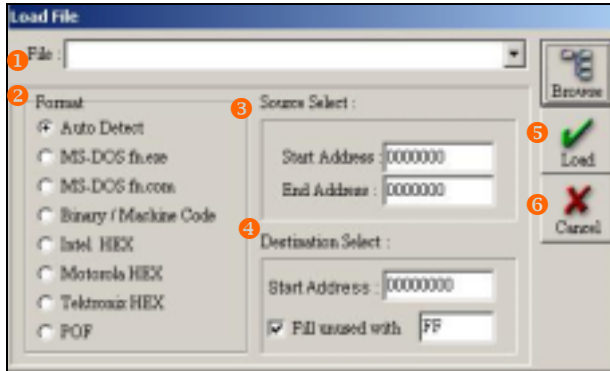 Load File
1 File :
Browse
2 Format
Auto Detect
MS-DOS fn.exe
MS-DOS fn.com
Binary / Machine Code
Intel HEX
Motorola HEX
Tektronix HEX
POF
3 Source Select :
Start Address : 0000000
End Address : 0000000
4 Destination Select :
Start Address : 00000000
Fill unused with FF
5 Load
6 Cancel